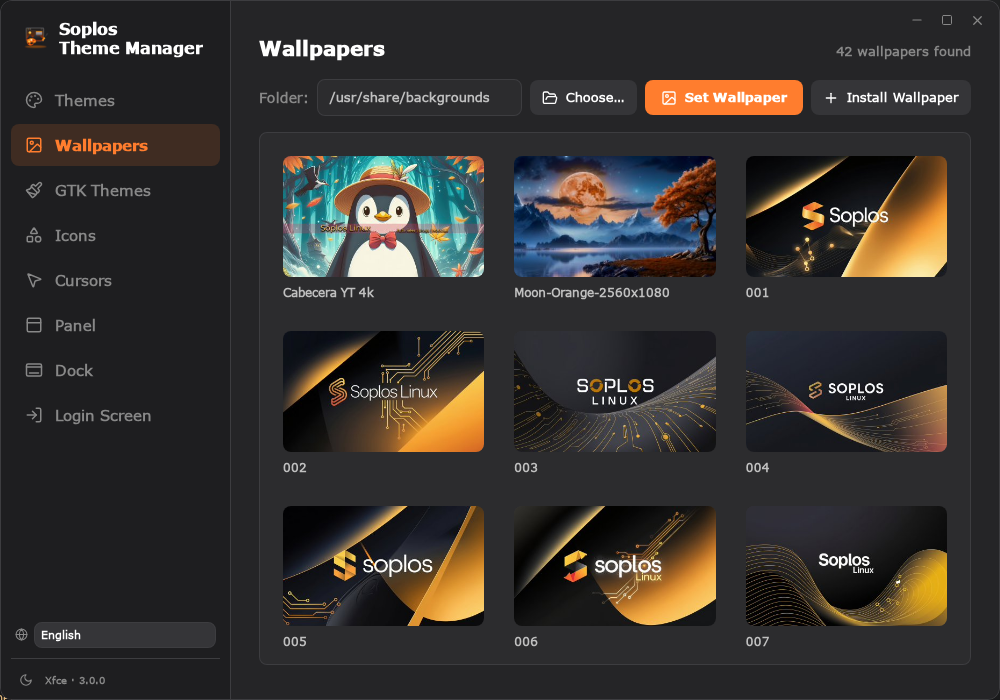 Soplos
Theme Manager
Themes
Wallpapers
GTK Themes
Icons
Cursors
Panel
Dock
Login Screen
English
Xfce • 3.0.0
Wallpapers
42 wallpapers found
Folder:
/usr/share/backgrounds
Choose...
Set Wallpaper
Install Wallpaper
Soplos Linux
Soplos
Cabecera YT 4k
Moon-Orange-2560x1080
001
Soplos Linux
SOPLOS
LINUX
SOPLOS
LINUX
002
003
004
soplos
soplos
Linux
Soplos
Linux
005
006
007